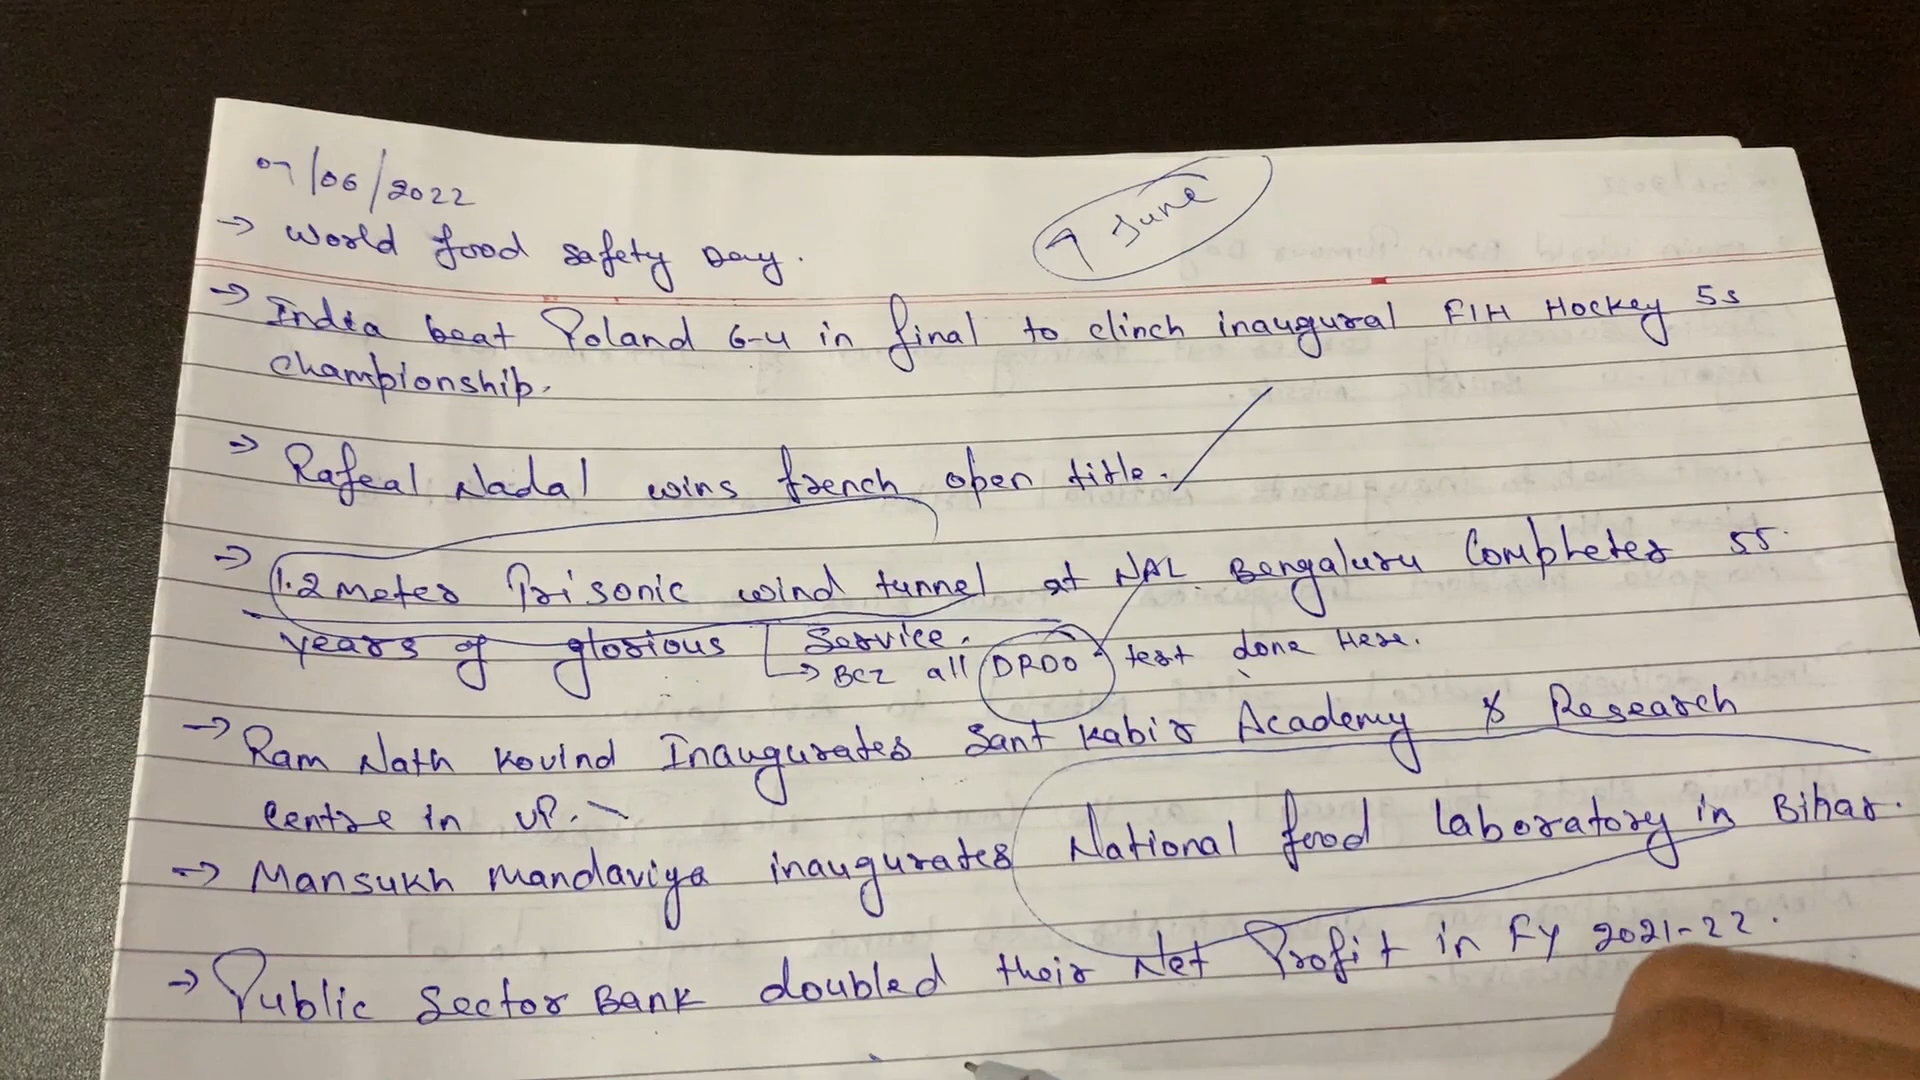 07/06/2022
7 June
→ World food safety Day.
→ India beat Poland 6-4 in final to clinch inaugural FIH Hockey 5s
championship.
→ Rafeal Nadal wins french open title.
→ 1.2 meter Trisonic wind tunnel at NAL Bengaluru Completes 55
years of glorious Service.
→ BCZ all DRDO test done Here.
→ Ram Nath Kovind Inaugurates Sant Kabir Academy & Research
Centre in UP.
→ Mansukh Mandaviya inaugurates National food laboratory in Bihar.
→ Public Sector Bank doubled their Net Profit in FY 2021-22.